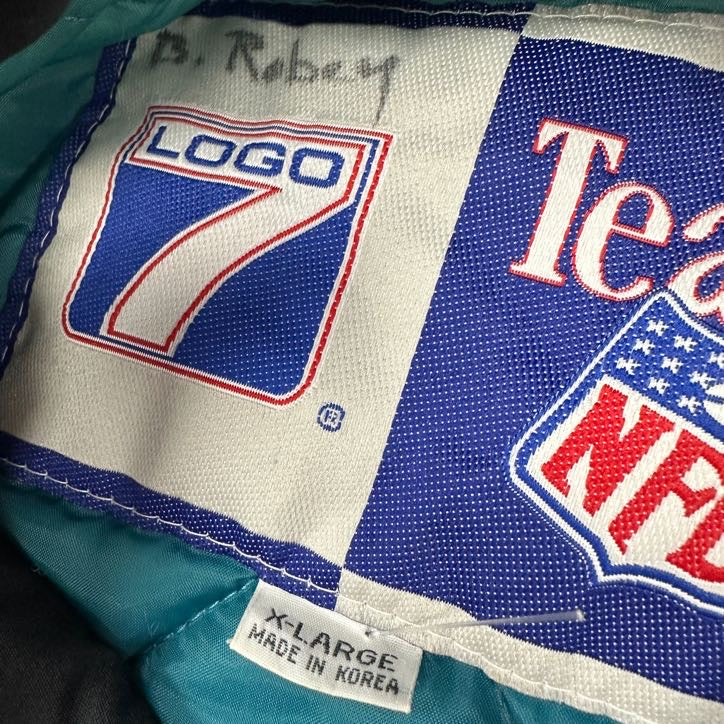 B. Robey
LOGO
7
®
Tea
NFL
X-LARGE
MADE IN KOREA